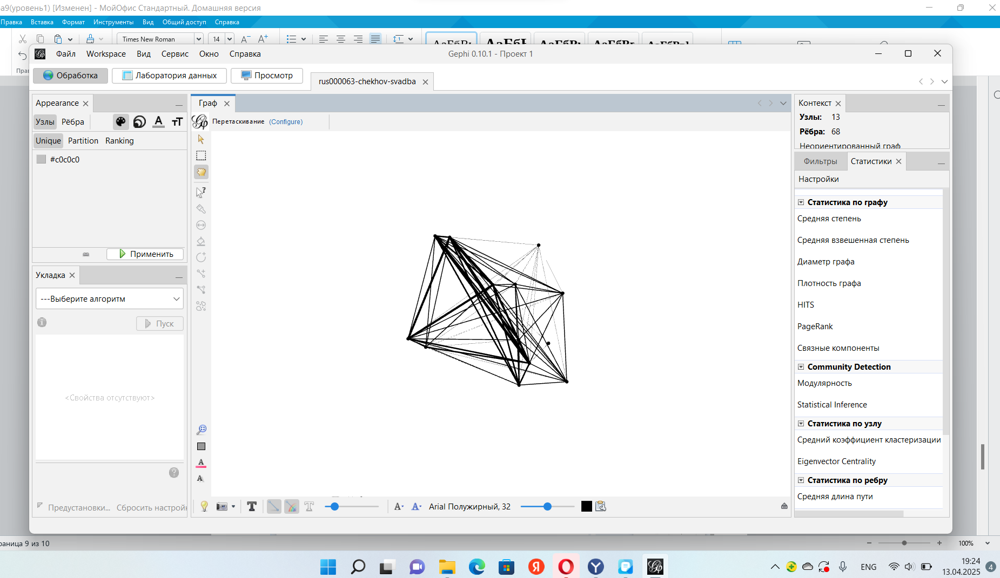 а9(уровень1) [Изменен] - МойОфис Стандартный. Домашняя версия
Правка Вставка Формат Инструменты Вид Общий доступ Справка
Times New Roman 14
Файл Workspace Вид Сервис Окно Справка
Gephi 0.10.1 - Проект 1
Обработка Лаборатория данных Просмотр
rus000063-chekhov-svadba
Appearance
Узлы Рёбра
Unique Partition Ranking
#c0c0c0
Применить
Укладка
---Выберите алгоритм
Пуск
<Свойства отсутствуют>
Предустановки... Сбросить настрой
Граф
Перетаскивание (Configure)
Arial Полужирный, 32
Контекст
Узлы: 13
Рёбра: 68
Неориентированный граф
Фильтры Статистики
Настройки
Статистика по графу
Средняя степень
Средняя взвешенная степень
Диаметр графа
Плотность графа
HITS
PageRank
Связные компоненты
Community Detection
Модулярность
Statistical Inference
Статистика по узлу
Средний коэффициент кластеризации
Eigenvector Centrality
Статистика по ребру
Средняя длина пути
раница 9 из 10
100%
ENG
19:24
13.04.2025
4